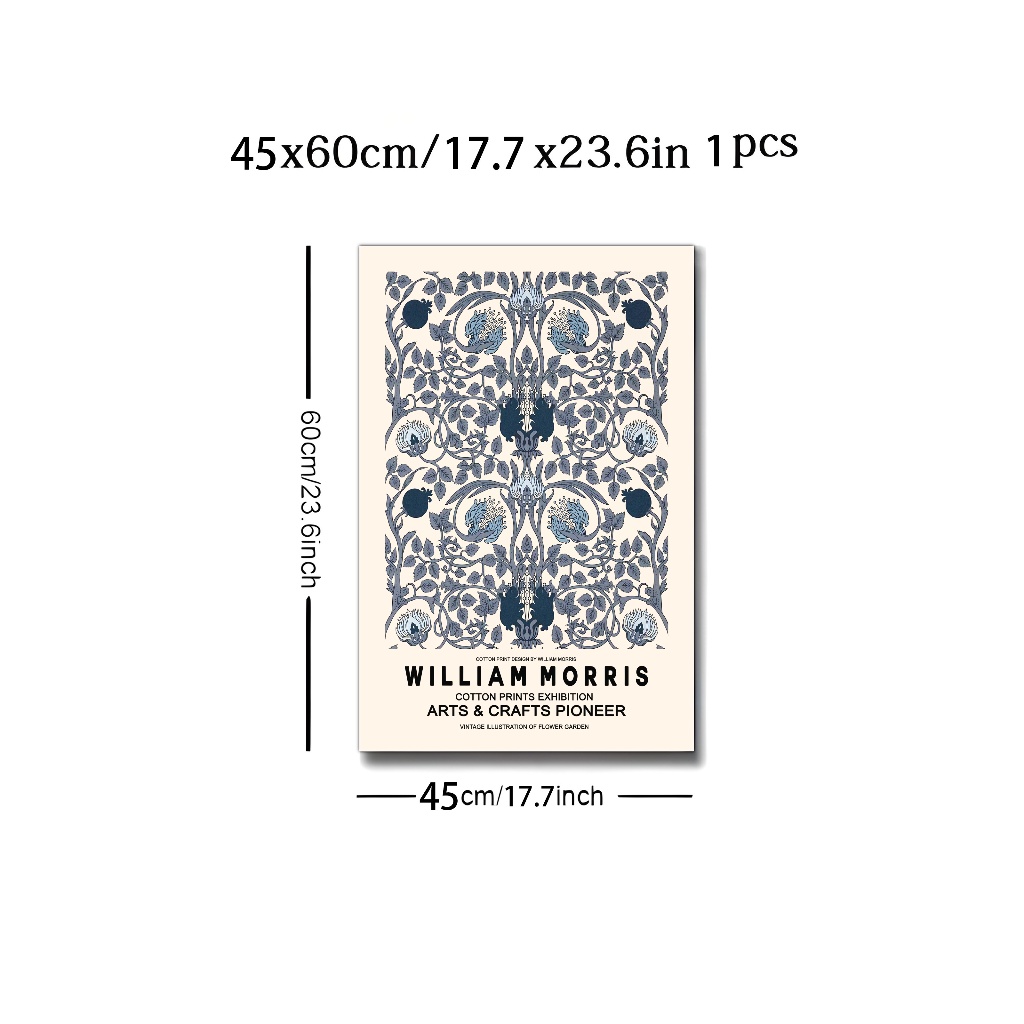 45x60cm/17.7 x23.6in 1pcs
60cm/23.6inch
COTTON PRINT DESIGN BY WILLIAM MORRIS
WILLIAM MORRIS
COTTON PRINTS EXHIBITION
ARTS & CRAFTS PIONEER
VINTAGE ILLUSTRATION OF FLOWER GARDEN
45cm/17.7inch